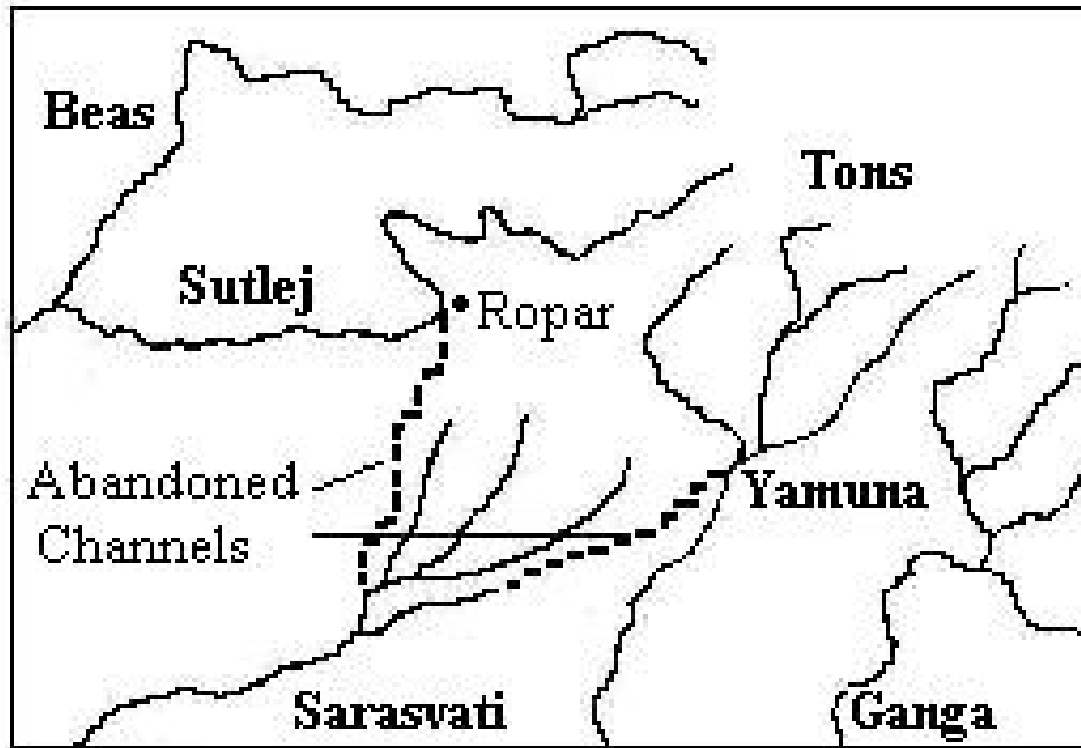 Beas
Tons
Sutlej
Ropar
Abandoned
Channels
Yamuna
Sarasvati
Ganga